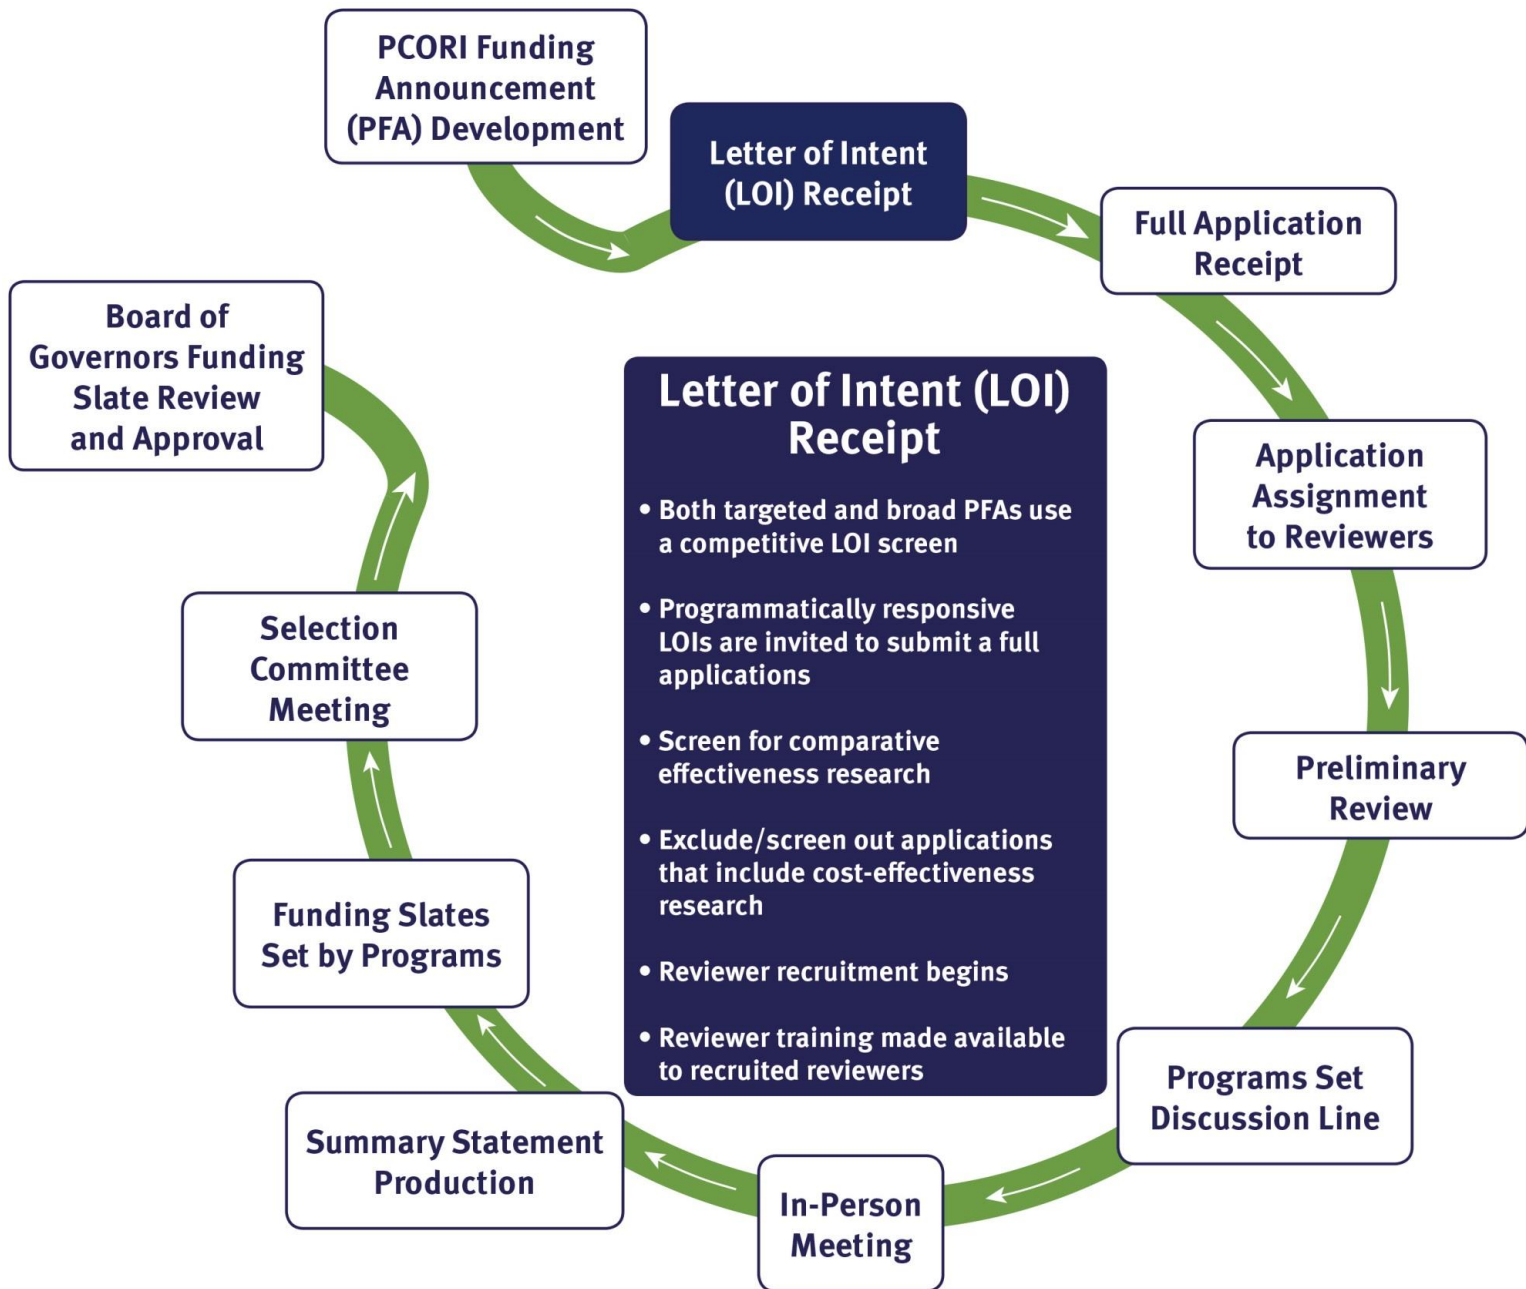 PCORI Funding
Announcement
(PFA) Development
Letter of Intent
(LOI) Receipt
Full Application
Receipt
Application
Assignment
to Reviewers
Preliminary
Review
Programs Set
Discussion Line
In-Person
Meeting
Summary Statement
Production
Funding Slates
Set by Programs
Selection
Committee
Meeting
Board of
Governors Funding
Slate Review
and Approval
Letter of Intent (LOI)
Receipt
• Both targeted and broad PFAs use
a competitive LOI screen
• Programmatically responsive
LOIs are invited to submit a full
applications
• Screen for comparative
effectiveness research
• Exclude/screen out applications
that include cost-effectiveness
research
• Reviewer recruitment begins
• Reviewer training made available
to recruited reviewers